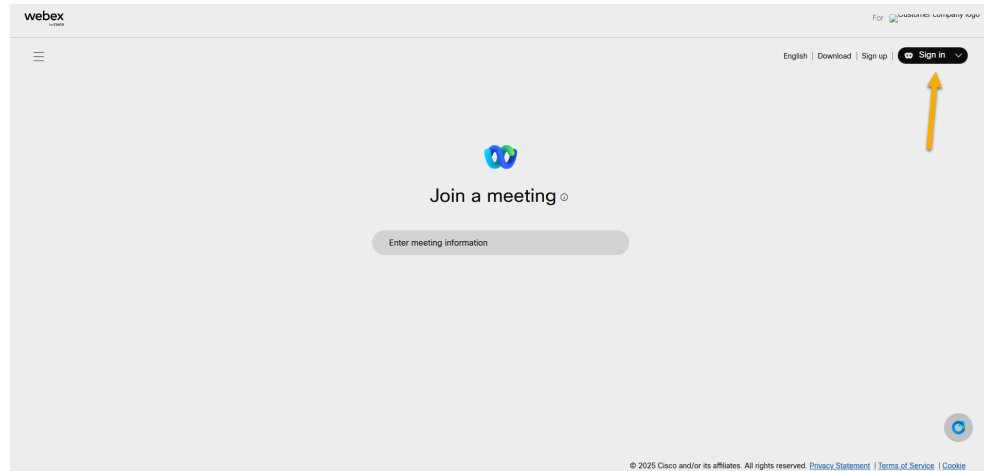 webex
by CISCO
For Customer company logo
English | Download | Sign up | Sign in
Join a meeting
Enter meeting information
© 2025 Cisco and/or its affiliates. All rights reserved. Privacy Statement | Terms of Service | Cookie